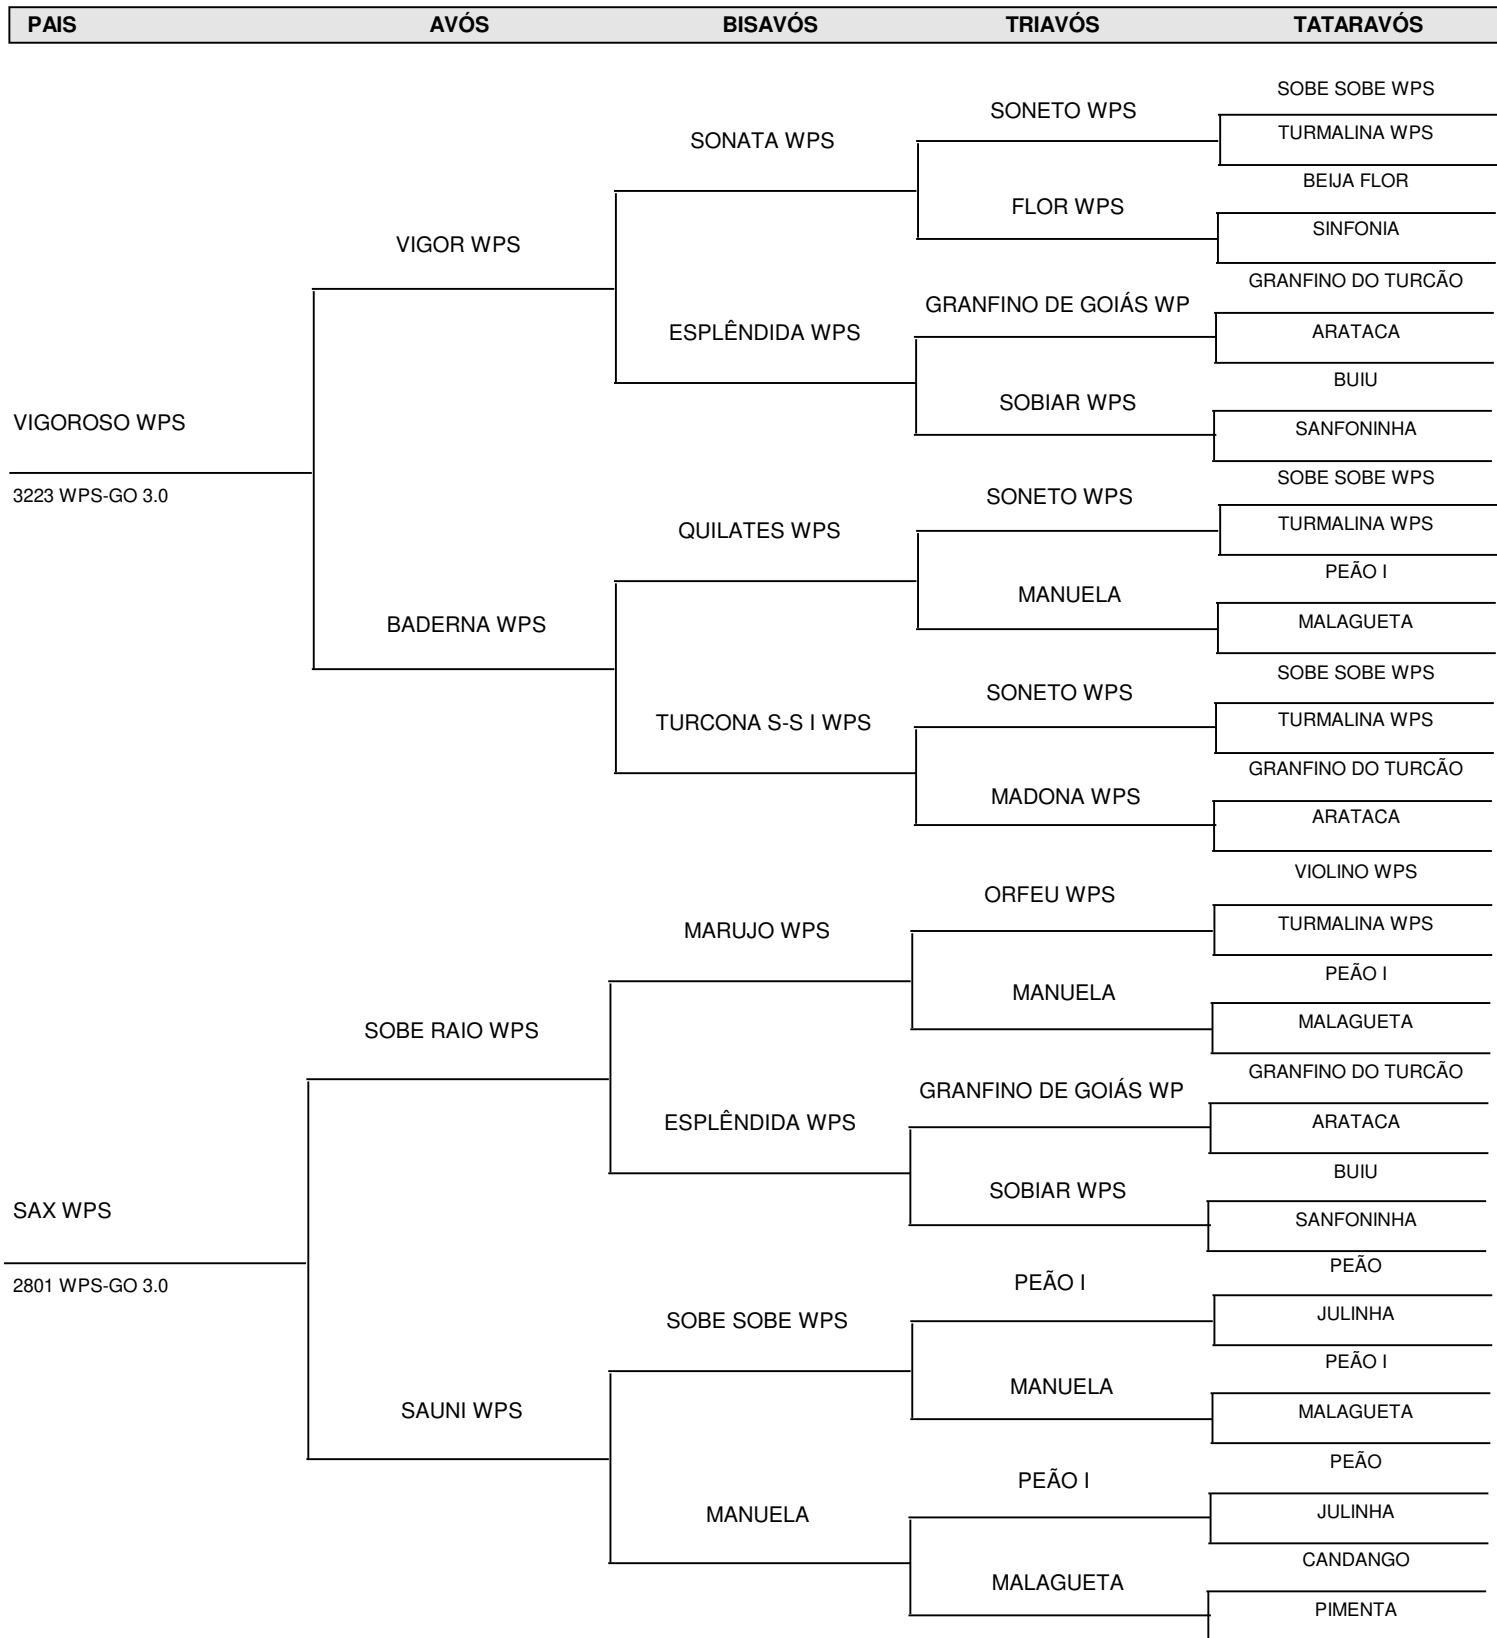 PAIS AVÓS BISAVÓS TRIAVÓS TATARAVÓS
SOBE SOBE WPS
SONETO WPS
TURMALINA WPS
SONATA WPS
BEIJA FLOR
FLOR WPS
SINFONIA
VIGOR WPS
GRANFINO DO TURCÃO
GRANFINO DE GOIÁS WP
ARATACA
ESPLÊNDIDA WPS
BUIU
SOBIAR WPS
VIGOROSO WPS
SANFONINHA
SOBE SOBE WPS
3223 WPS-GO 3.0
SONETO WPS
TURMALINA WPS
QUILATES WPS
PEÃO I
MANUELA
MALAGUETA
BADERNA WPS
SOBE SOBE WPS
SONETO WPS
TURMALINA WPS
TURCONA S-S I WPS
GRANFINO DO TURCÃO
MADONA WPS
ARATACA
VIOLINO WPS
ORFEU WPS
TURMALINA WPS
MARUJO WPS
PEÃO I
MANUELA
MALAGUETA
SOBE RAIO WPS
GRANFINO DO TURCÃO
GRANFINO DE GOIÁS WP
ARATACA
ESPLÊNDIDA WPS
BUIU
SOBIAR WPS
SAX WPS
SANFONINHA
PEÃO
2801 WPS-GO 3.0
PEÃO I
JULINHA
SOBE SOBE WPS
PEÃO I
MANUELA
MALAGUETA
SAUNI WPS
PEÃO
PEÃO I
JULINHA
MANUELA
CANDANGO
MALAGUETA
PIMENTA